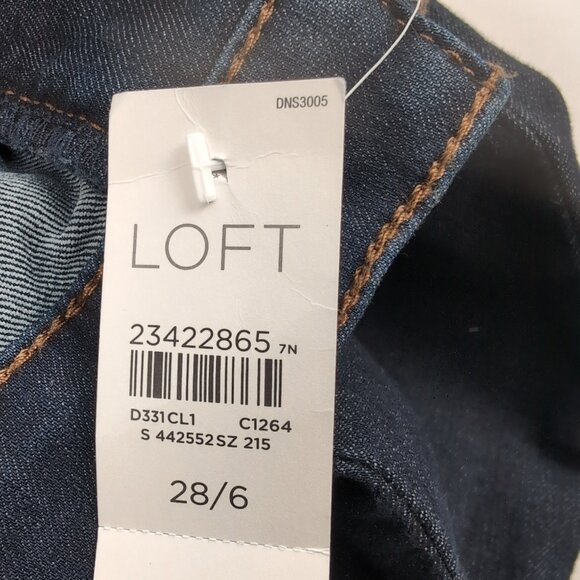 DNS3005
LOFT
23422865 7N
D331CL1 C1264
S 442552SZ 215
28/6